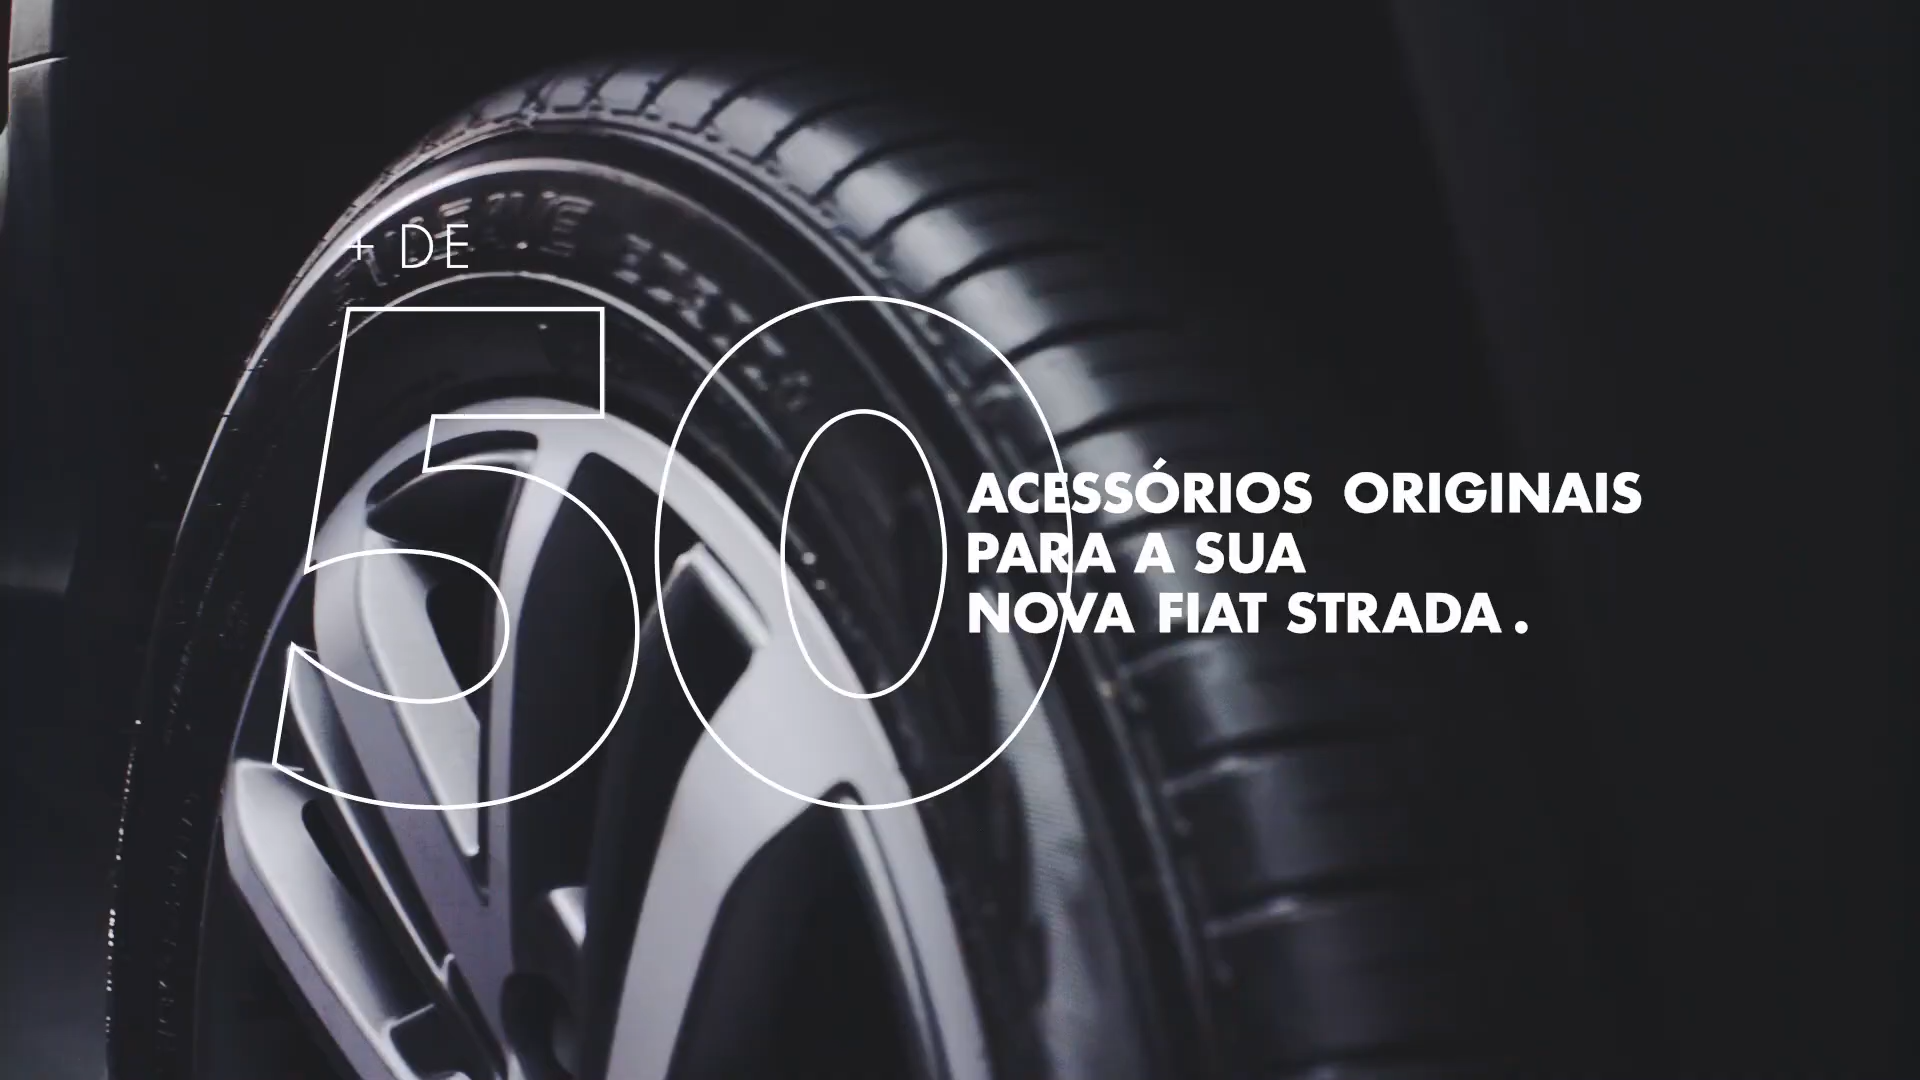 + DE
50
ACESSÓRIOS ORIGINAIS
PARA A SUA
NOVA FIAT STRADA.